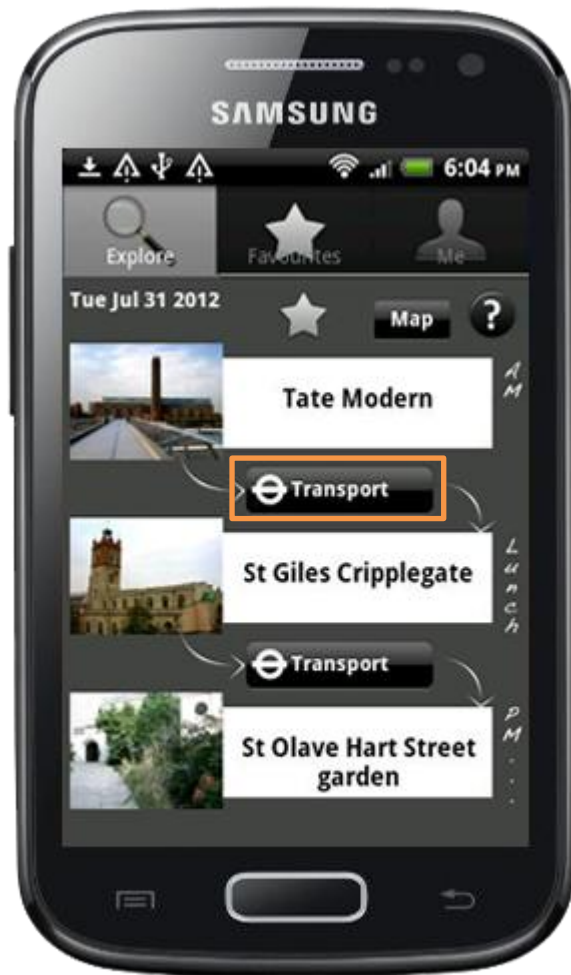 SAMSUNG
6:04 PM
Explore
Favourites
Me
Tue Jul 31 2012
Map
?
Tate Modern
AM
Transport
St Giles Cripplegate
Lunch
Transport
St Olave Hart Street
garden
PM....